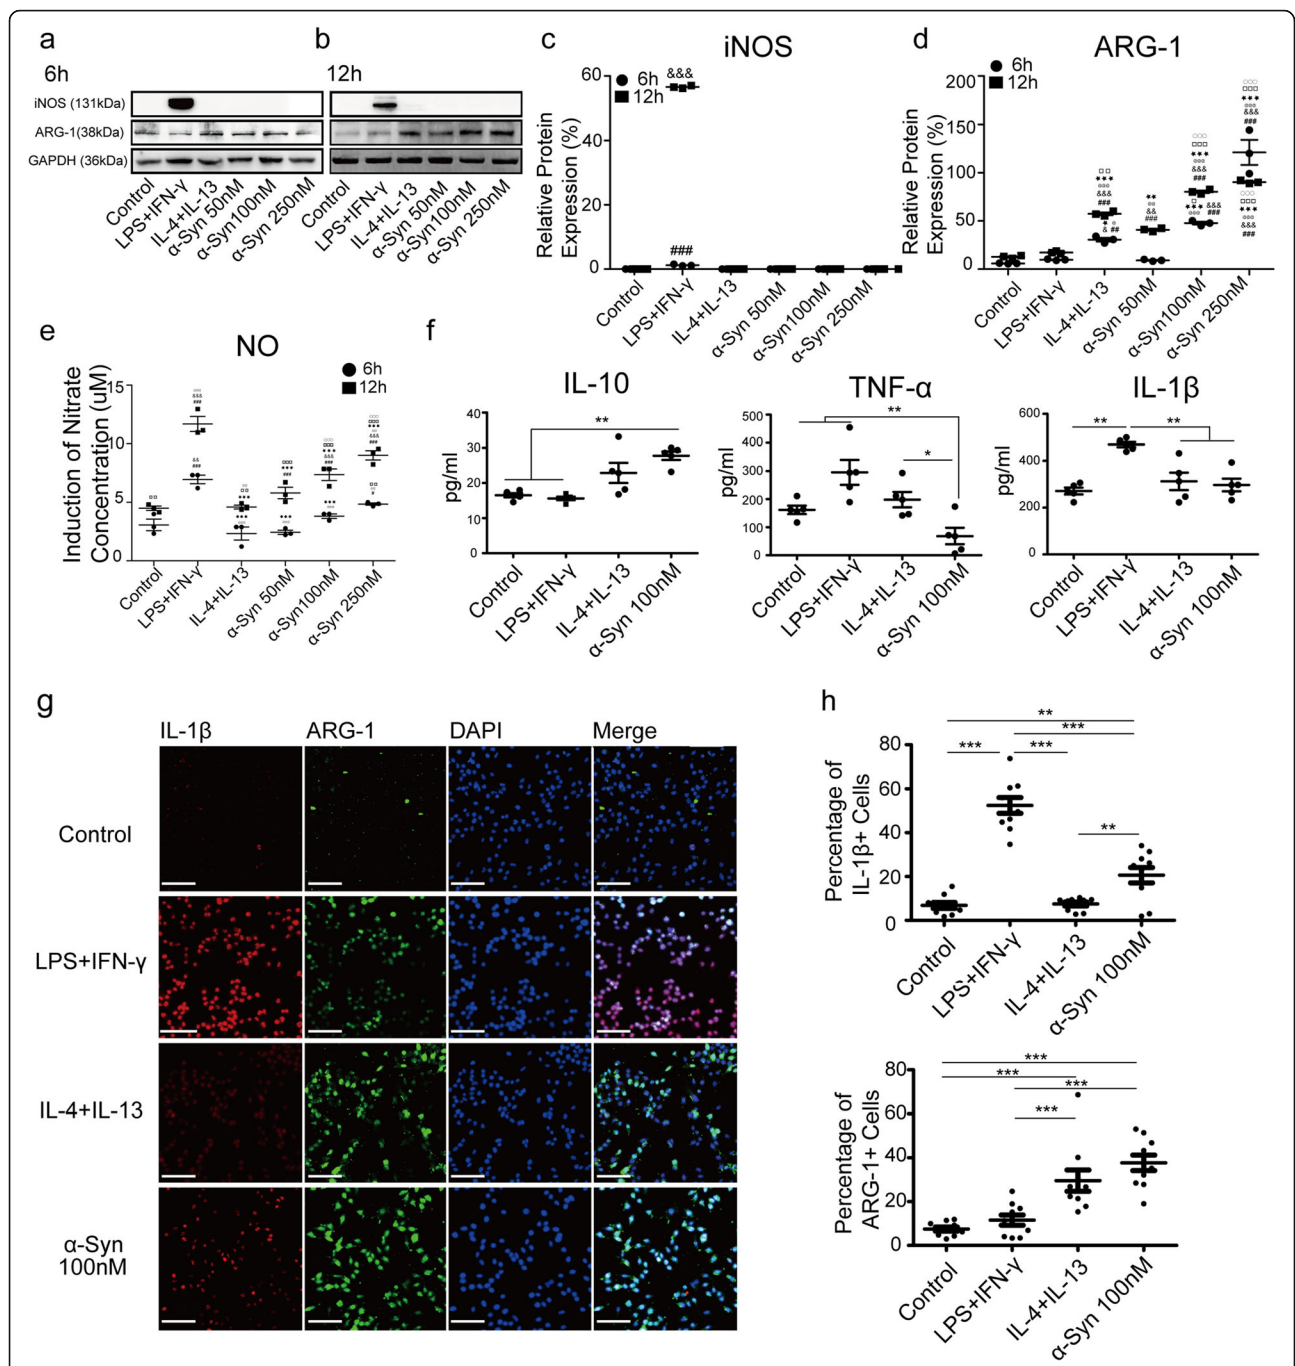 a
6h
iNOS (131kDa)
ARG-1(38kDa)
GAPDH (36kDa)
Control
LPS+IFN-γ
IL-4+IL-13
α-Syn 50nM
α-Syn100nM
α-Syn 250nM
b
12h
Control
LPS+IFN-γ
IL-4+IL-13
α-Syn 50nM
α-Syn100nM
α-Syn 250nM
c
iNOS
6h
12h
Relative Protein
Expression (%)
60
40
20
0
&&&
###
Control
LPS+IFN-γ
IL-4+IL-13
α-Syn 50nM
α-Syn100nM
α-Syn 250nM
d
ARG-1
6h
12h
Relative Protein
Expression (%)
200
150
100
50
0
Control
LPS+IFN-γ
IL-4+IL-13
α-Syn 50nM
α-Syn100nM
α-Syn 250nM
e
NO
6h
12h
Induction of Nitrate
Concentration (uM)
15
10
5
0
Control
LPS+IFN-γ
IL-4+IL-13
α-Syn 50nM
α-Syn100nM
α-Syn 250nM
f
IL-10
pg/ml
40
30
20
10
0
**
Control
LPS+IFN-γ
IL-4+IL-13
α-Syn 100nM
TNF-α
pg/ml
500
400
300
200
100
0
**
*
Control
LPS+IFN-γ
IL-4+IL-13
α-Syn 100nM
IL-1β
pg/ml
600
400
200
0
** **
Control
LPS+IFN-γ
IL-4+IL-13
α-Syn 100nM
g
IL-1β ARG-1 DAPI Merge
Control
LPS+IFN-γ
IL-4+IL-13
α-Syn
100nM
h
Percentage of
IL-1β+ Cells
80
60
40
20
0
**
***
*** ***
**
Control
LPS+IFN-γ
IL-4+IL-13
α-Syn 100nM
Percentage of
ARG-1+ Cells
80
60
40
20
0
***
***
***
***
Control
LPS+IFN-γ
IL-4+IL-13
α-Syn 100nM